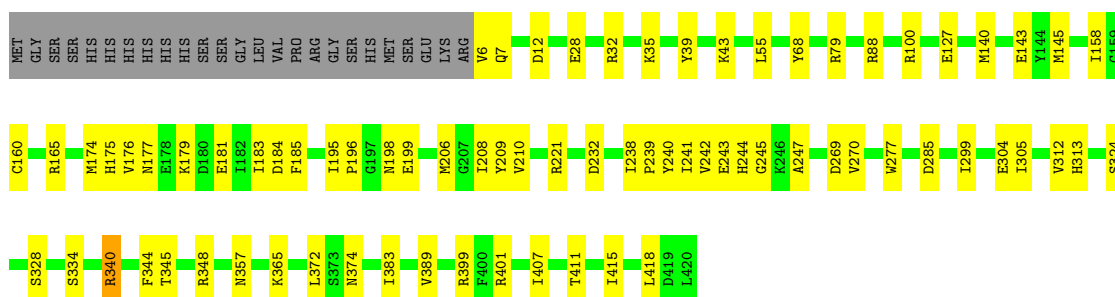 MET GLY SER SER HIS HIS HIS HIS HIS HIS SER SER GLY LEU VAL PRO ARG GLY SER HIS MET SER GLU LYS ARG V6 Q7 D12 E28 R32 K35 Y39 K43 L55 Y68 R79 R88 R100 E127 M140 E143 Y144 M145 I158 G159
C160 R165 M174 H175 V176 N177 E178 K179 D180 E181 I182 I183 D184 F185 I195 P196 G197 N198 E199 M206 G207 I208 Y209 V210 R221 D232 I238 P239 Y240 I241 V242 E243 H244 G245 K246 A247 D269 V270 W277 D285 I299 E304 I305 V312 H313 S324
S328 S334 R340 F344 T345 R348 N357 K365 L372 S373 N374 I383 V389 R399 F400 R401 I407 T411 I415 L418 D419 L420